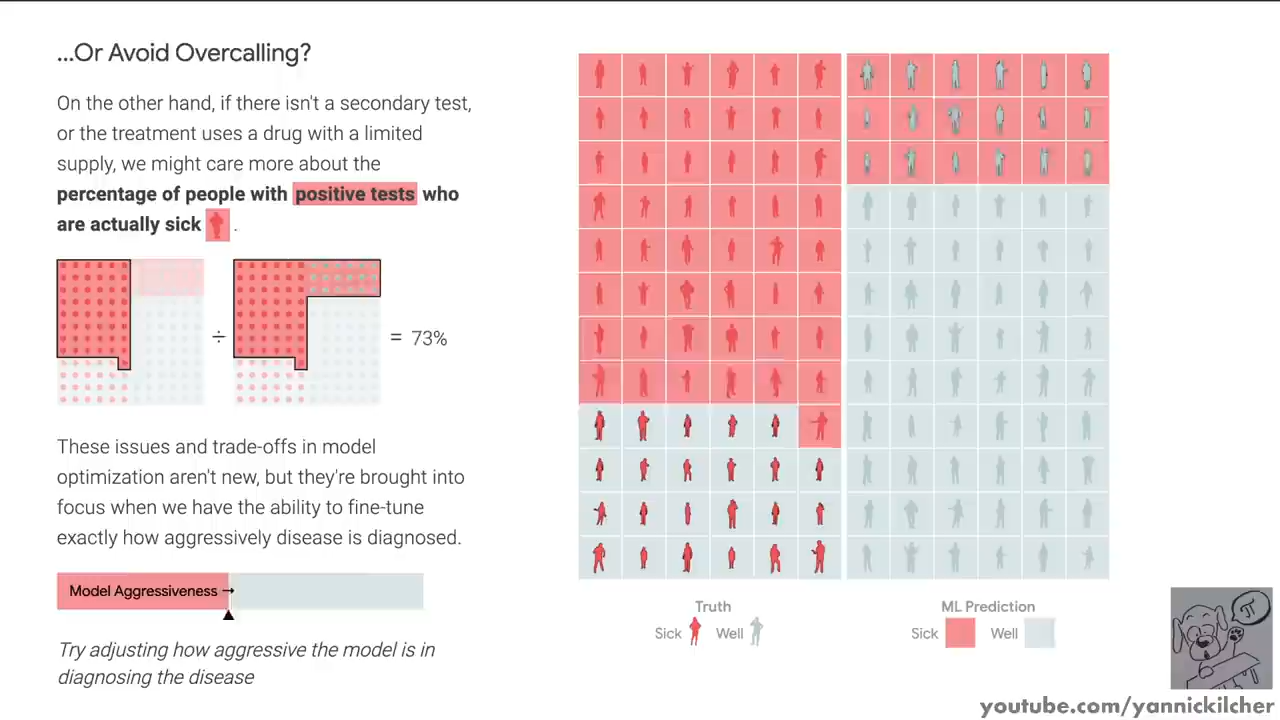 ...Or Avoid Overcalling?
On the other hand, if there isn't a secondary test,
or the treatment uses a drug with a limited
supply, we might care more about the
percentage of people with positive tests who
are actually sick .
÷ = 73%
These issues and trade-offs in model
optimization aren't new, but they're brought into
focus when we have the ability to fine-tune
exactly how aggressively disease is diagnosed.
Model Aggressiveness →
Try adjusting how aggressive the model is in
diagnosing the disease
Truth
Sick Well
ML Prediction
Sick Well
π
youtube.com/yannickilcher